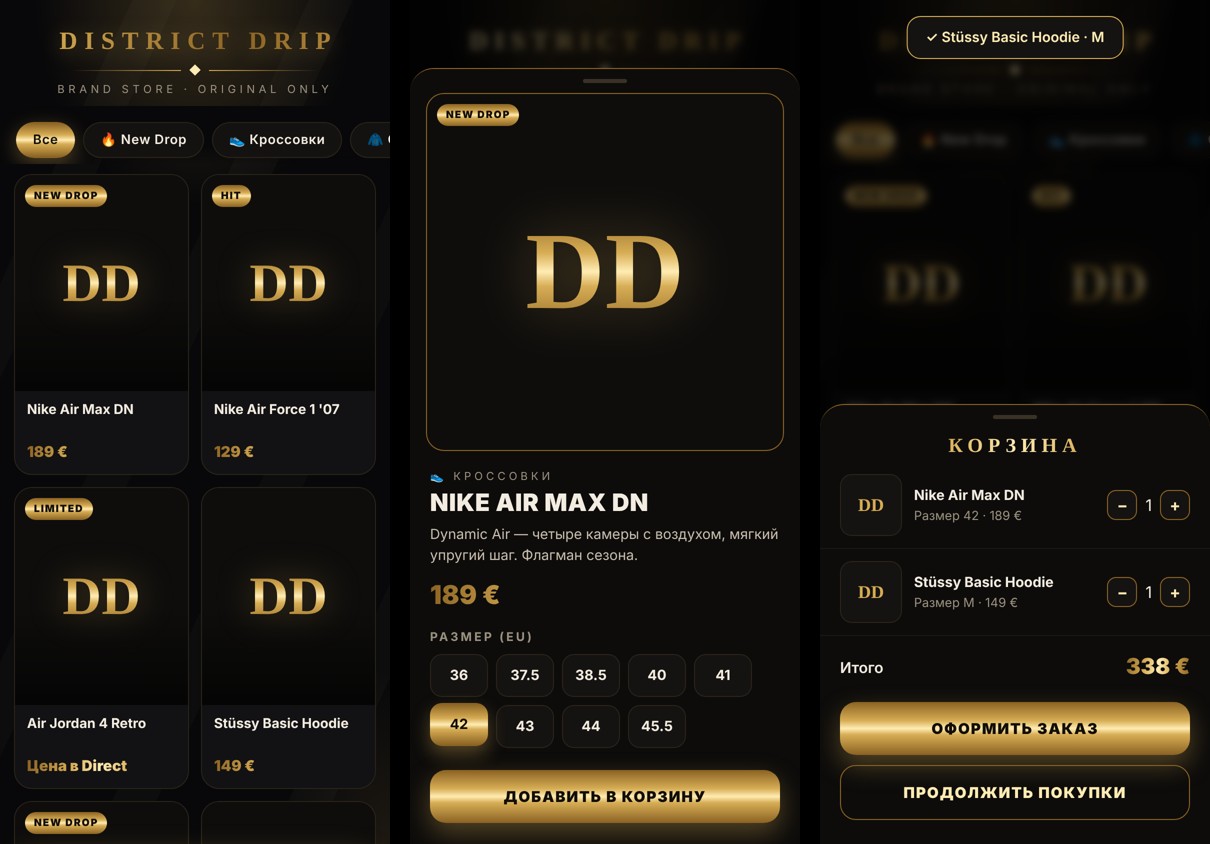 DISTRICT DRIP
BRAND STORE · ORIGINAL ONLY
Все
🔥 New Drop
👟 Кроссовки
NEW DROP
DD
Nike Air Max DN
189 €
HIT
DD
Nike Air Force 1 '07
129 €
LIMITED
DD
Air Jordan 4 Retro
Цена в Direct
DD
Stüssy Basic Hoodie
149 €
NEW DROP
DISTRICT DRIP
NEW DROP
DD
👟 КРОССОВКИ
NIKE AIR MAX DN
Dynamic Air — четыре камеры с воздухом, мягкий
упругий шаг. Флагман сезона.
189 €
РАЗМЕР (EU)
36 37.5 38.5 40 41
42 43 44 45.5
ДОБАВИТЬ В КОРЗИНУ
✓ Stüssy Basic Hoodie · M
DD
DD
КОРЗИНА
DD
Nike Air Max DN
Размер 42 · 189 €
− 1 +
DD
Stüssy Basic Hoodie
Размер M · 149 €
− 1 +
Итого 338 €
ОФОРМИТЬ ЗАКАЗ
ПРОДОЛЖИТЬ ПОКУПКИ